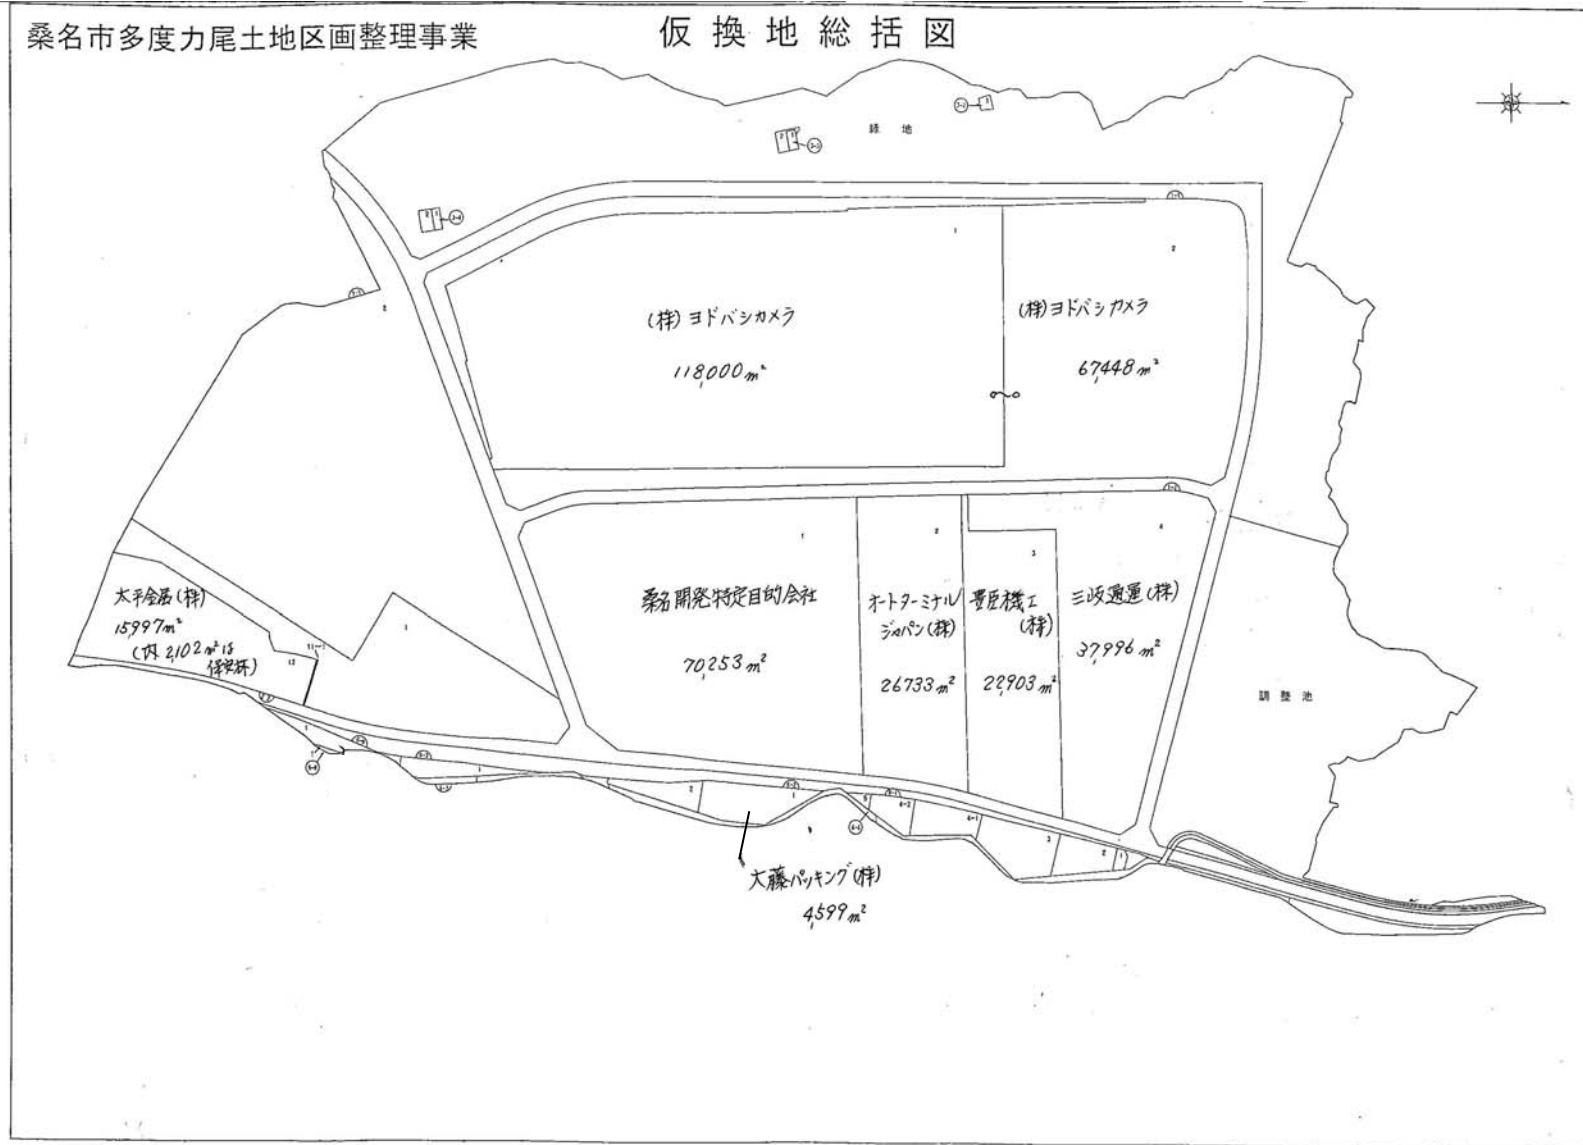 桑名市多度力尾土地区画整理事業
仮換地総括図
緑地
(株)ヨドバシカメラ
118,000㎡
(株)ヨドバシカメラ
67,448㎡
桑名開発特定目的会社
70,253㎡
オートターミナル
ジャパン(株)
26733㎡
豊臣機工
(株)
22,903㎡
三岐通運(株)
37,996㎡
太平金属(株)
15,997㎡
(内 2,102㎡は
保安林)
調整池
大藤パッキング(株)
4,599㎡